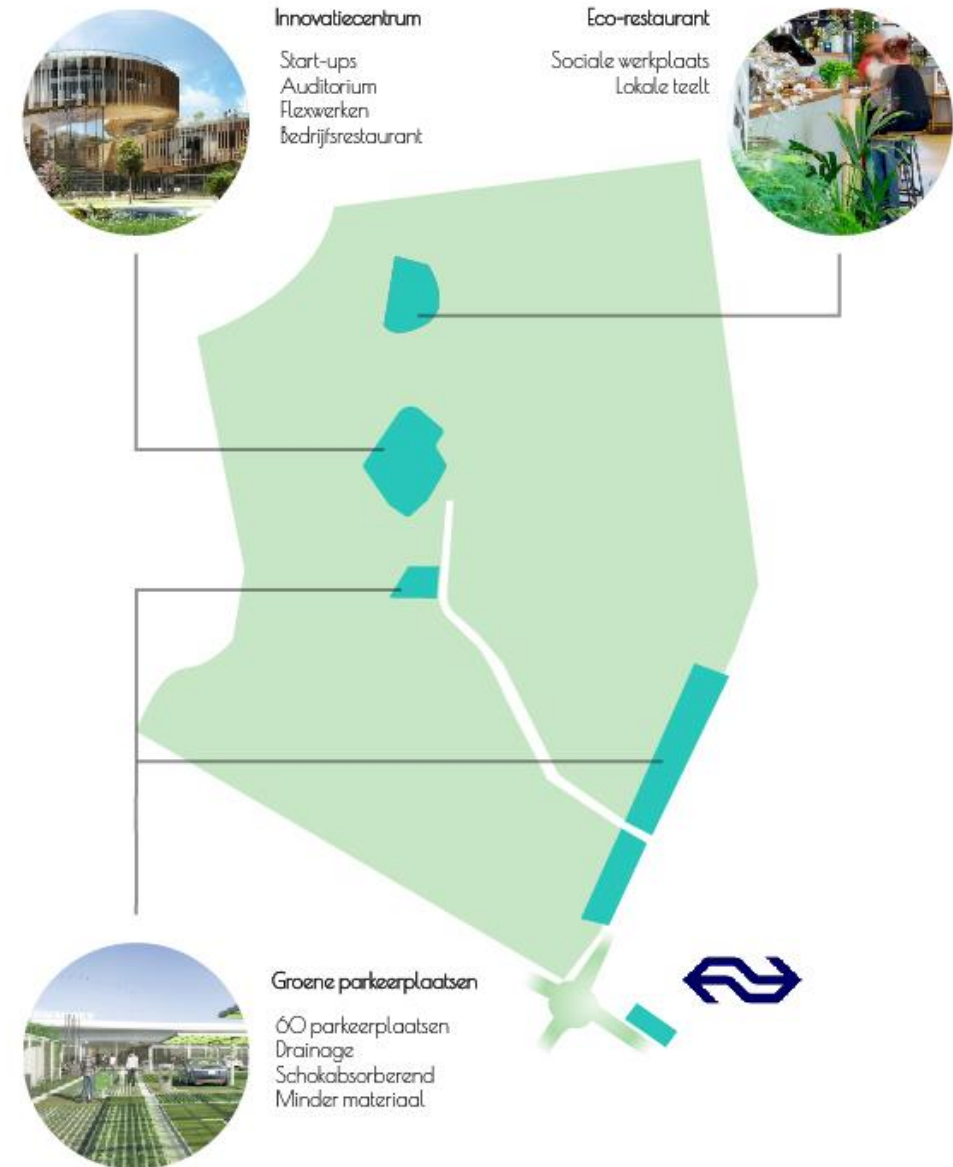 Innovatiecentrum
Start-ups
Auditorium
Flexwerken
Bedrijfsrestaurant
Eco-restaurant
Sociale werkplaats
Lokale teelt
Groene parkeerplaatsen
60 parkeerplaatsen
Drainage
Schokabsorberend
Minder materiaal